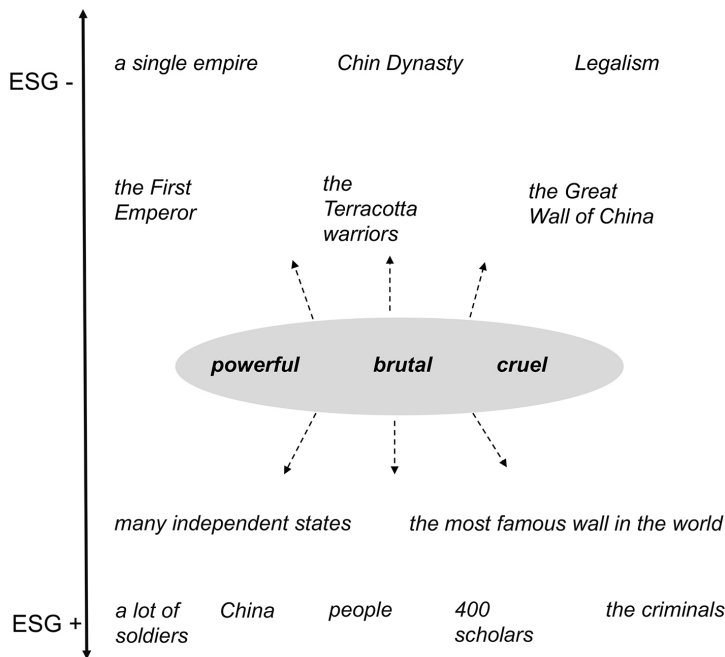 a single empire Chin Dynasty Legalism
ESG -
the First Emperor
the Terracotta warriors
the Great Wall of China
powerful brutal cruel
many independent states the most famous wall in the world
ESG +
a lot of soldiers
China
people
400 scholars
the criminals